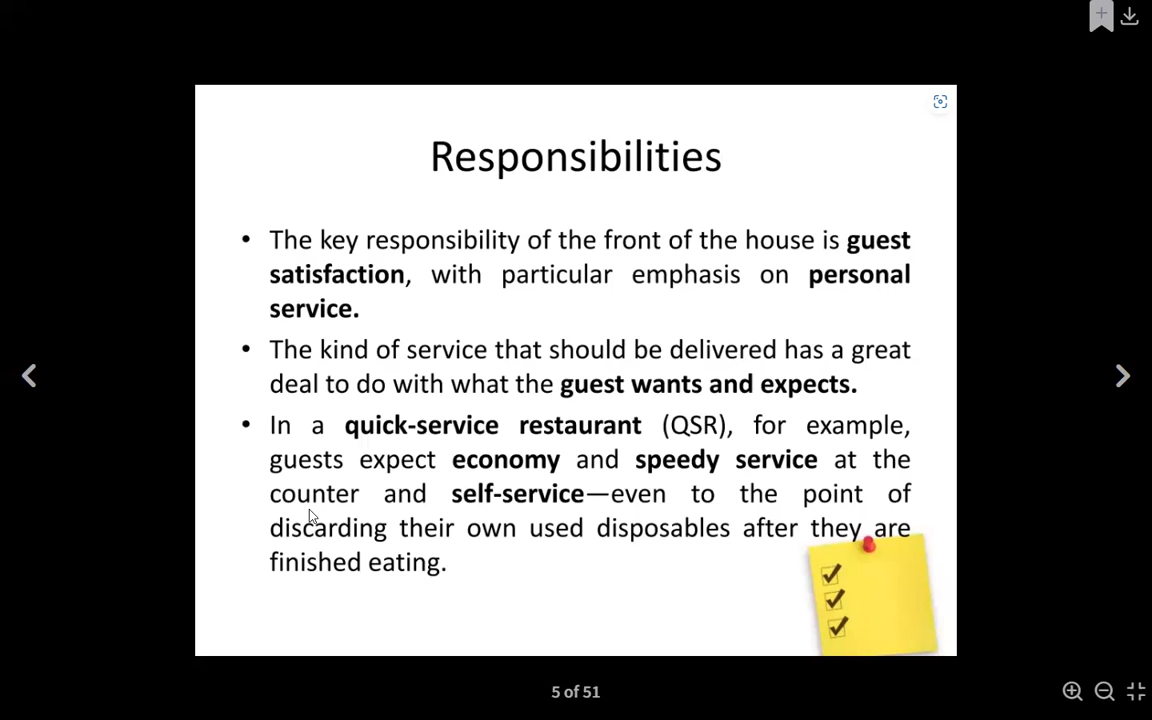 Responsibilities
• The key responsibility of the front of the house is guest
satisfaction, with particular emphasis on personal
service.
• The kind of service that should be delivered has a great
deal to do with what the guest wants and expects.
• In a quick-service restaurant (QSR), for example,
guests expect economy and speedy service at the
counter and self-service—even to the point of
discarding their own used disposables after they are
finished eating.
5 of 51